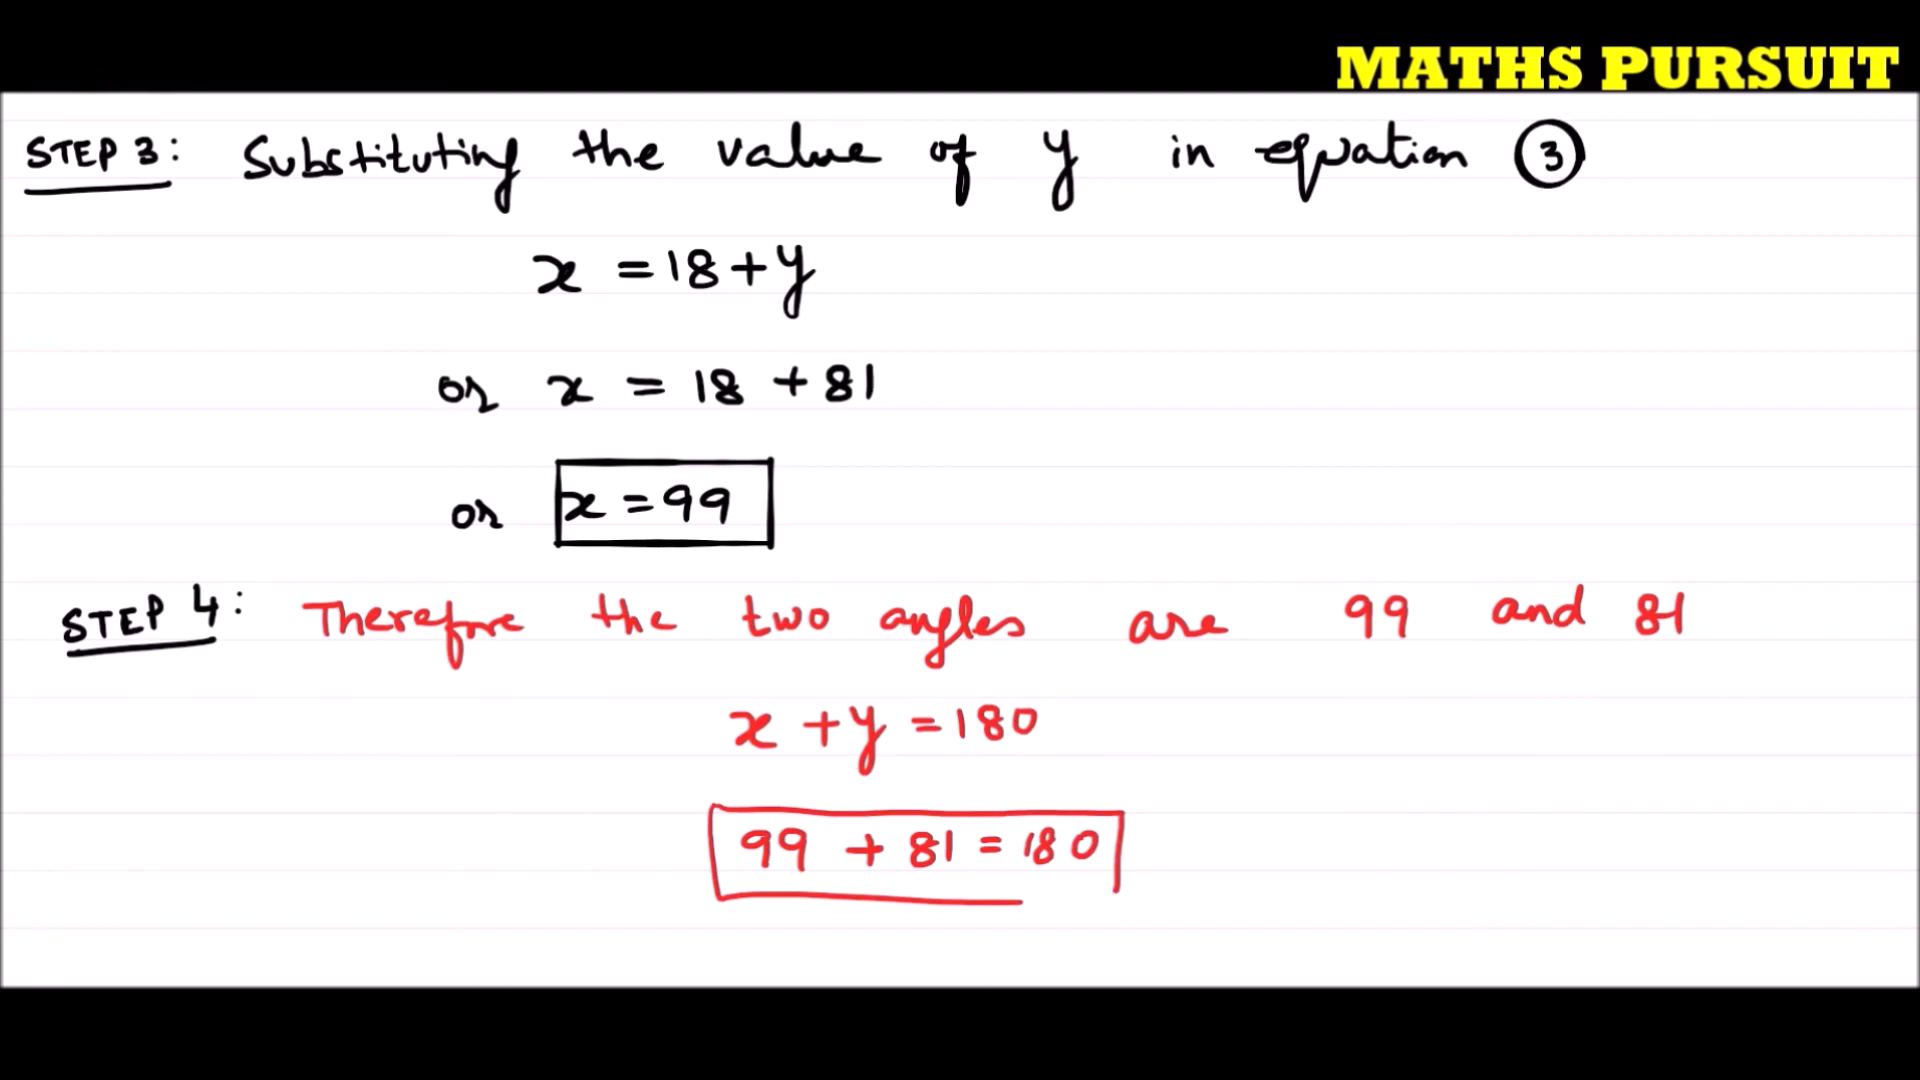 MATHS PURSUIT
STEP 3: Substituting the value of y in equation ③
x = 18 + y
or x = 18 + 81
or x = 99
STEP 4: Therefore the two angles are 99 and 81
x + y = 180
99 + 81 = 180